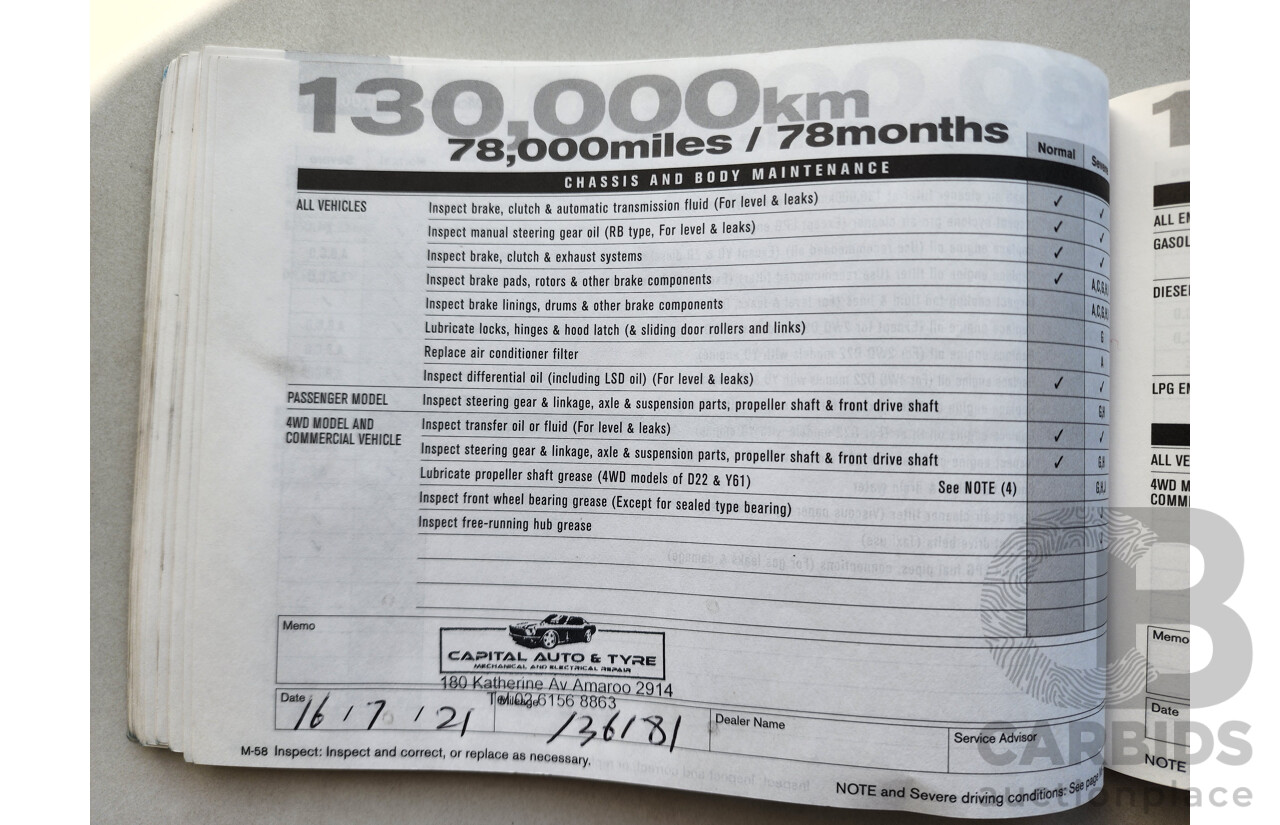 130,000km
78,000miles / 78months
Normal
CHASSIS AND BODY MAINTENANCE
ALL VEHICLES
Inspect brake, clutch & automatic transmission fluid (For level & leaks) ✓ ✓
Inspect manual steering gear oil (RB type, For level & leaks) ✓ ✓
Inspect brake, clutch & exhaust systems ✓ ✓
Inspect brake pads, rotors & other brake components ✓ A,C,G,H
Inspect brake linings, drums & other brake components A,C,G,H
Lubricate locks, hinges & hood latch (& sliding door rollers and links) G
Replace air conditioner filter A
Inspect differential oil (including LSD oil) (For level & leaks) ✓ ✓
PASSENGER MODEL Inspect steering gear & linkage, axle & suspension parts, propeller shaft & front drive shaft G,H
4WD MODEL AND
COMMERCIAL VEHICLE
Inspect transfer oil or fluid (For level & leaks) ✓ ✓
Inspect steering gear & linkage, axle & suspension parts, propeller shaft & front drive shaft ✓ G,H
Lubricate propeller shaft grease (4WD models of D22 & Y61) See NOTE (4) G,H,J
Inspect front wheel bearing grease (Except for sealed type bearing)
Inspect free-running hub grease
Memo
CAPITAL AUTO & TYRE
MECHANICAL AND ELECTRICAL REPAIR
180 Katherine Av Amaroo 2914
Tel 02 6156 8863
Date 16 / 7 / 21
Mileage 136181
Dealer Name
Service Advisor
M-58 Inspect: Inspect and correct, or replace as necessary.
NOTE and Severe driving conditions: See page
1
ALL
DIESE
LPG
ALL
4WD
Memo
Date
NOTE
CB
CARBIDS
auctionplace